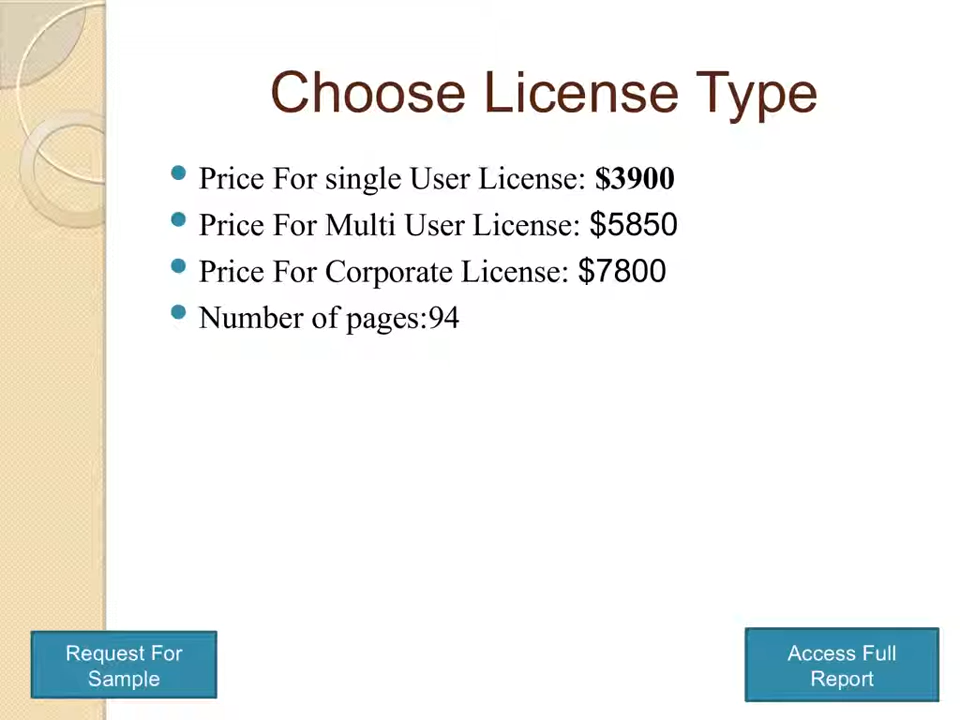 Choose License Type
Price For single User License: $3900
Price For Multi User License: $5850
Price For Corporate License: $7800
Number of pages:94
Request For
Sample
Access Full
Report